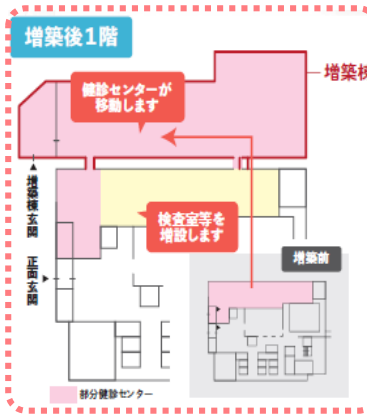 増築後1階
増築棟
健診センターが
移動します
検査室等を
増設します
増築棟玄関
正面玄関
増築前
部分健診センター